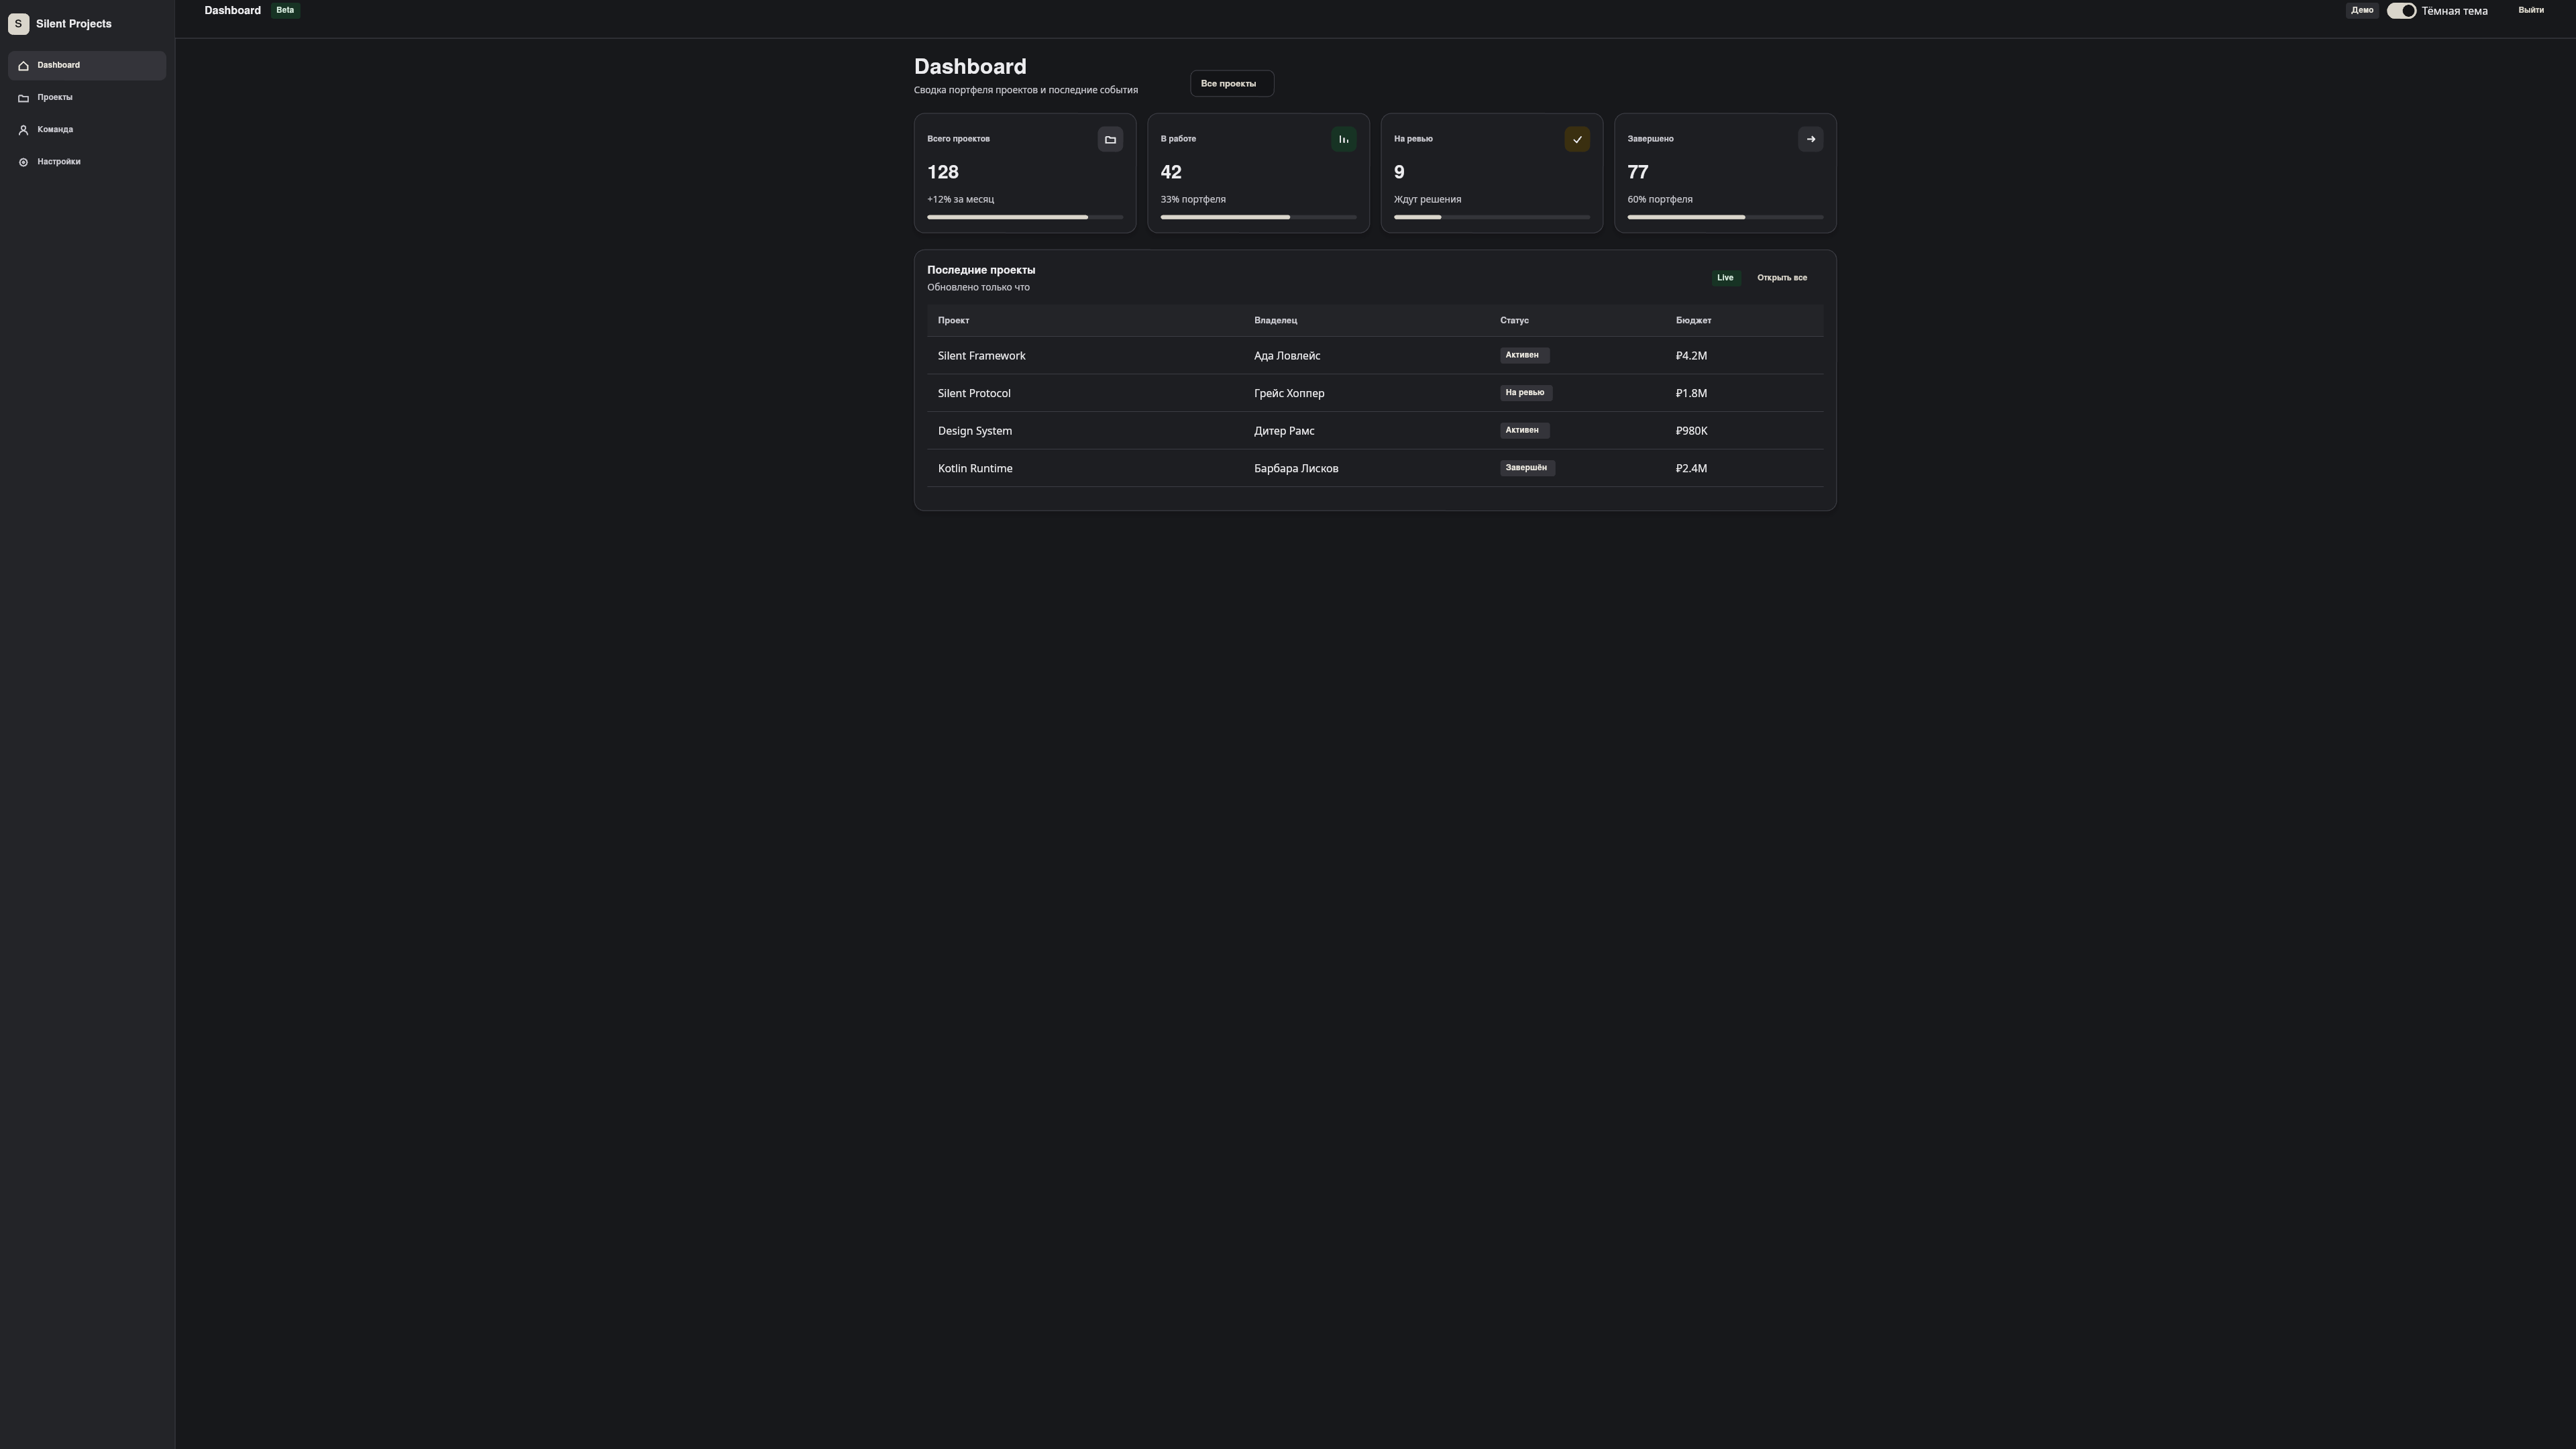 S Silent Projects
Dashboard
Проекты
Команда
Настройки
Dashboard Beta
Демо Тёмная тема Выйти
Dashboard
Сводка портфеля проектов и последние события
Все проекты
Всего проектов
128
+12% за месяц
В работе
42
33% портфеля
На ревью
9
Ждут решения
Завершено
77
60% портфеля
Последние проекты
Обновлено только что
Live Открыть все
Проект Владелец Статус Бюджет
Silent Framework Ада Ловлейс Активен ₽4.2M
Silent Protocol Грейс Хоппер На ревью ₽1.8M
Design System Дитер Рамс Активен ₽980K
Kotlin Runtime Барбара Лисков Завершён ₽2.4M